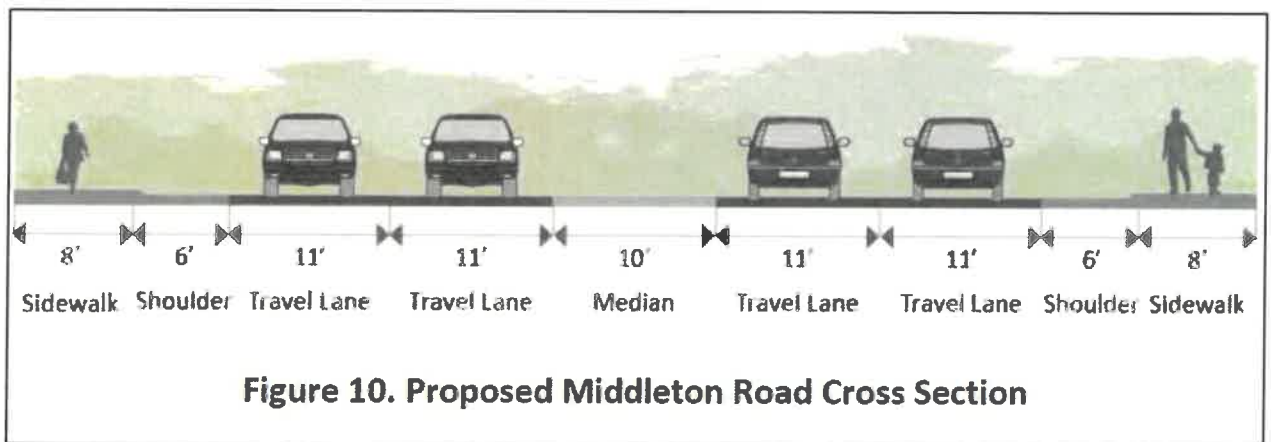 8' 6' 11' 11' 10' 11' 11' 6' 8'
Sidewalk Shoulder Travel Lane Travel Lane Median Travel Lane Travel Lane Shoulder Sidewalk
Figure 10. Proposed Middleton Road Cross Section